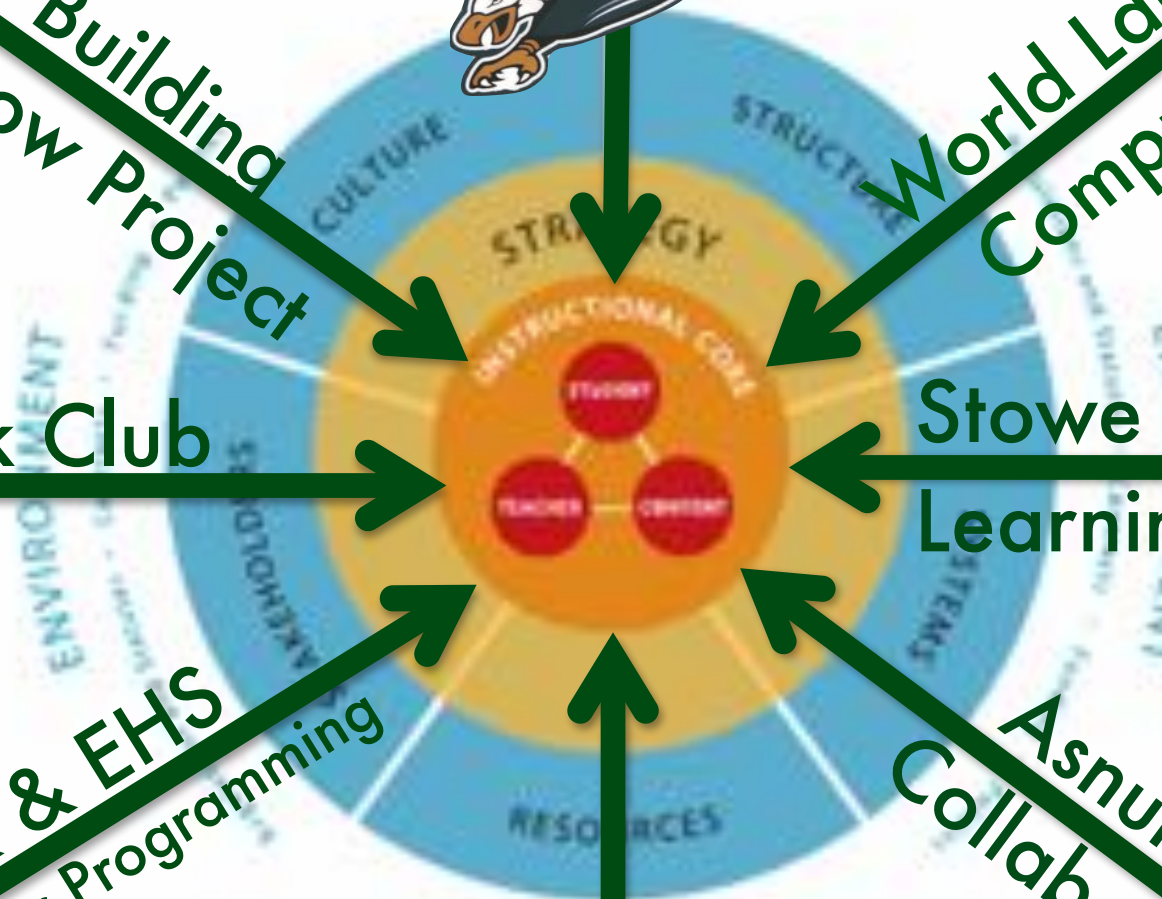 Building
ow Project
World La
Comp
CULTURE
STRUCTURE
STRATEGY
INSTRUCTIONAL CORE
STUDENT
TEACHER
CONTENT
ENVIRONMENT
k Club
Stowe
Learnin
STAKEHOLDERS
SYSTEMS
& EHS
Programming
RESOURCES
Asnu
Collab